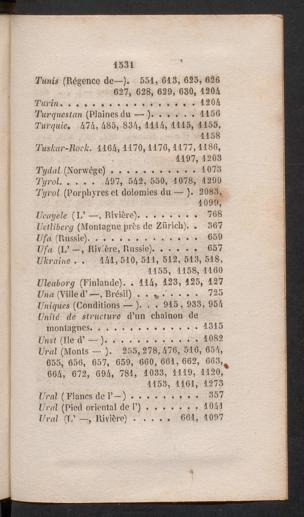 1331
Tunis (Régence de—). 551, 613, 625, 626
627, 628, 629, 630, 1204
Turin. . . . . . . . . . . . . . . . . 1204
Turquestan (Plaines du — ). . . . . . 1156
Turquie. 474, 485, 834, 1114, 1115, 1155,
1158
Tuskar-Rock. 1164, 1170, 1176, 1177, 1186,
1197, 1203
Tydal (Norwége) . . . . . . . . . . . 1073
Tyrol. . . . . 497, 542, 550, 1078, 1290
Tyrol (Porphyres et dolomies du — ). 2083,
1099,
Ucayele (L' —, Rivière). . . . . . . . 768
Uetliberg (Montagne près de Zürich). . 367
Ufa (Russie). . . . . . . . . . . . . . 659
Ufa (L' —, Rivière, Russie). . . . . . 657
Ukraine . . 141, 510, 511, 512, 513, 518,
1155, 1158, 1160
Uleaborg (Finlande). . 114, 123, 125, 127
Una (Ville d' —, Brésil) . . . . . . . 725
Uniques (Conditions — ). . . 915, 933, 954
Unité de structure d'un chaînon de
montagnes. . . . . . . . . . . . . . 1315
Unst (Ile d' — ). . . . . . . . . . . . 1082
Ural (Monts — ). 255, 278, 476, 516, 654,
655, 656, 657, 659, 660, 661, 662, 663,
664, 672, 694, 781, 1033, 1119, 1120,
1153, 1161, 1273
Ural ( Flancs de l'—) . . . . . . . . . 357
Ural (Pied oriental de l') . . . . . . . 1041
Ural (L' —, Rivière) . . . . . . 661, 1097